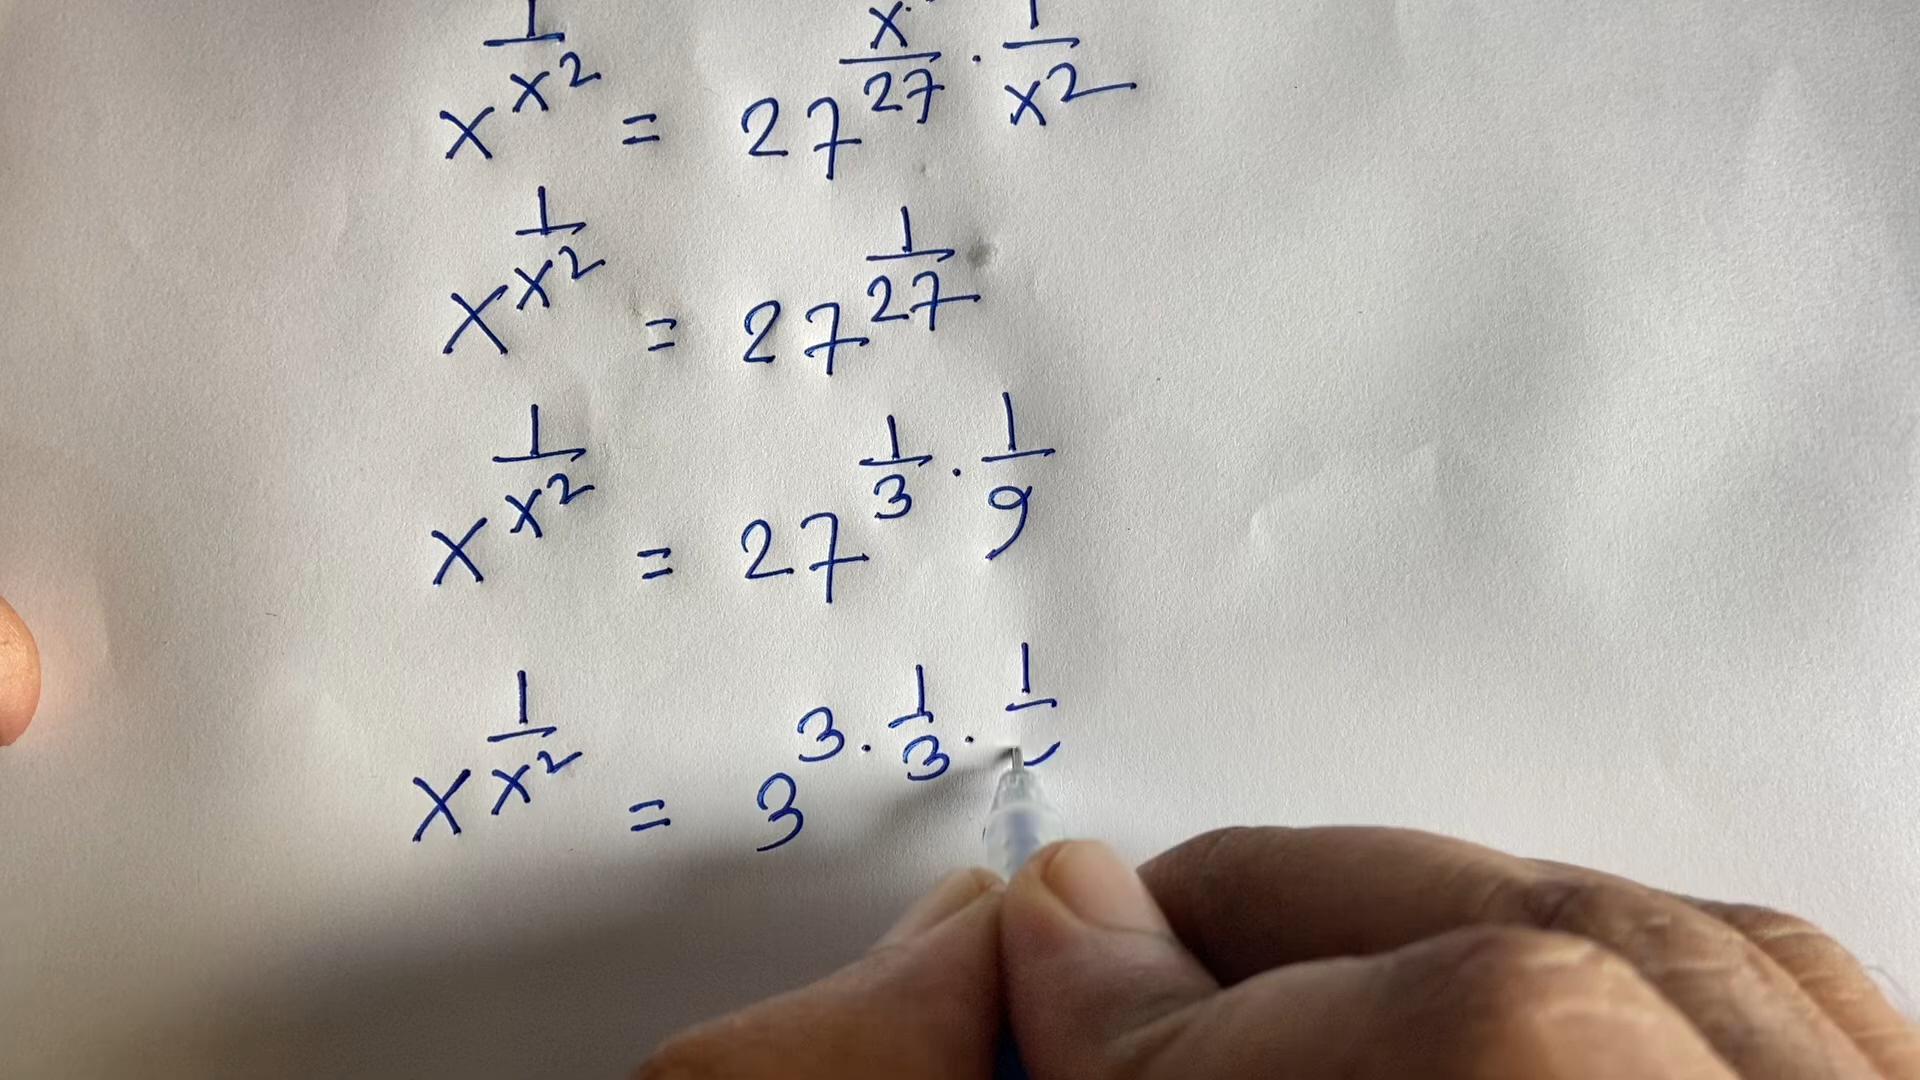 x^(1/x²) = 27^(x/27 · 1/x²)
x^(1/x²) = 27^(1/27)
x^(1/x²) = 27^(1/3 · 1/9)
x^(1/x²) = 3^(3 · 1/3 · 1/